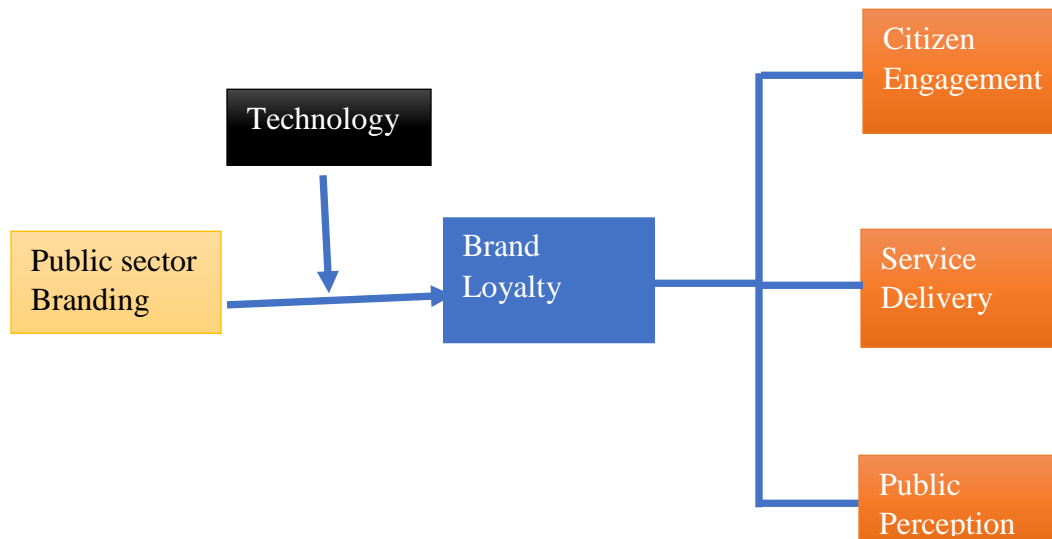 Citizen
Engagement
Technology
Public sector
Branding
Brand
Loyalty
Service
Delivery
Public
Perception